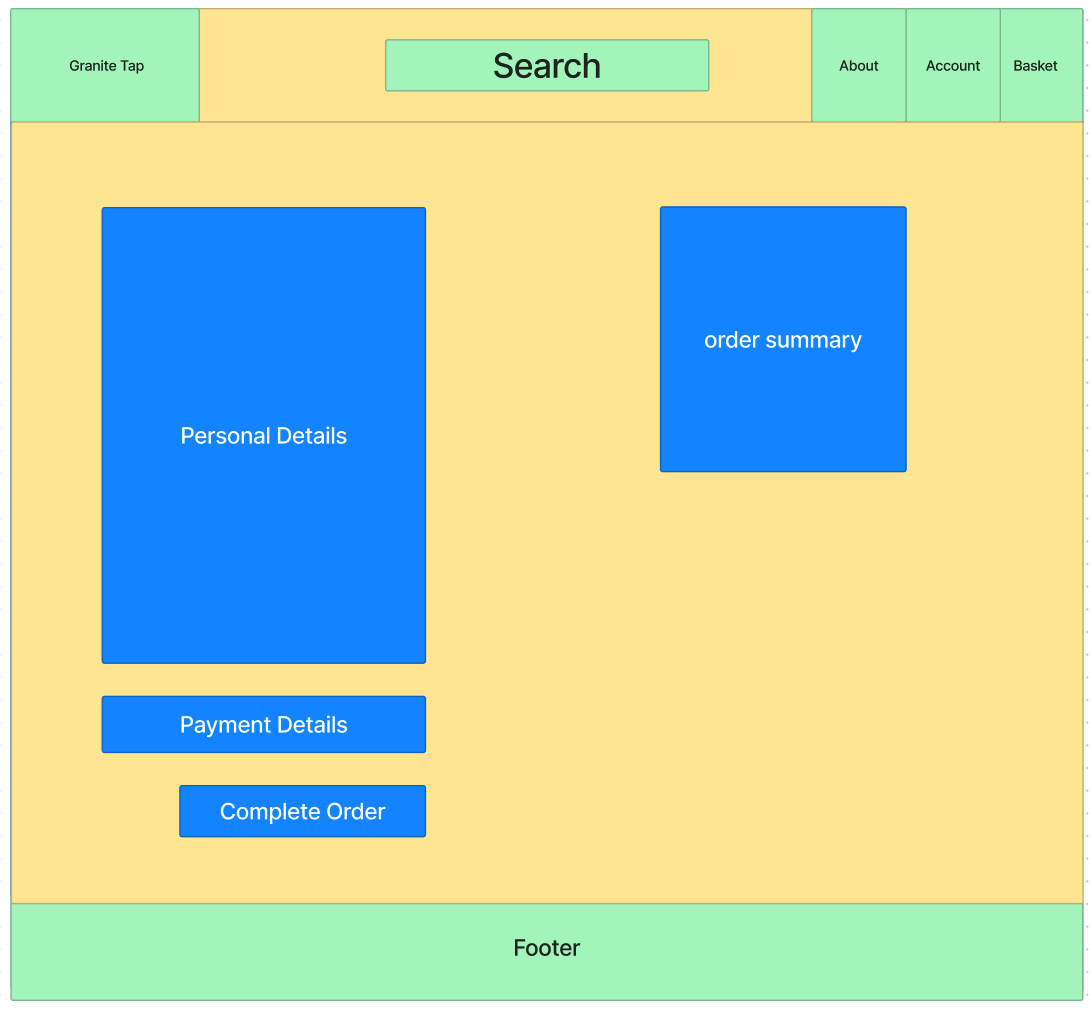 Granite Tap
Search
About
Account
Basket
Personal Details
order summary
Payment Details
Complete Order
Footer